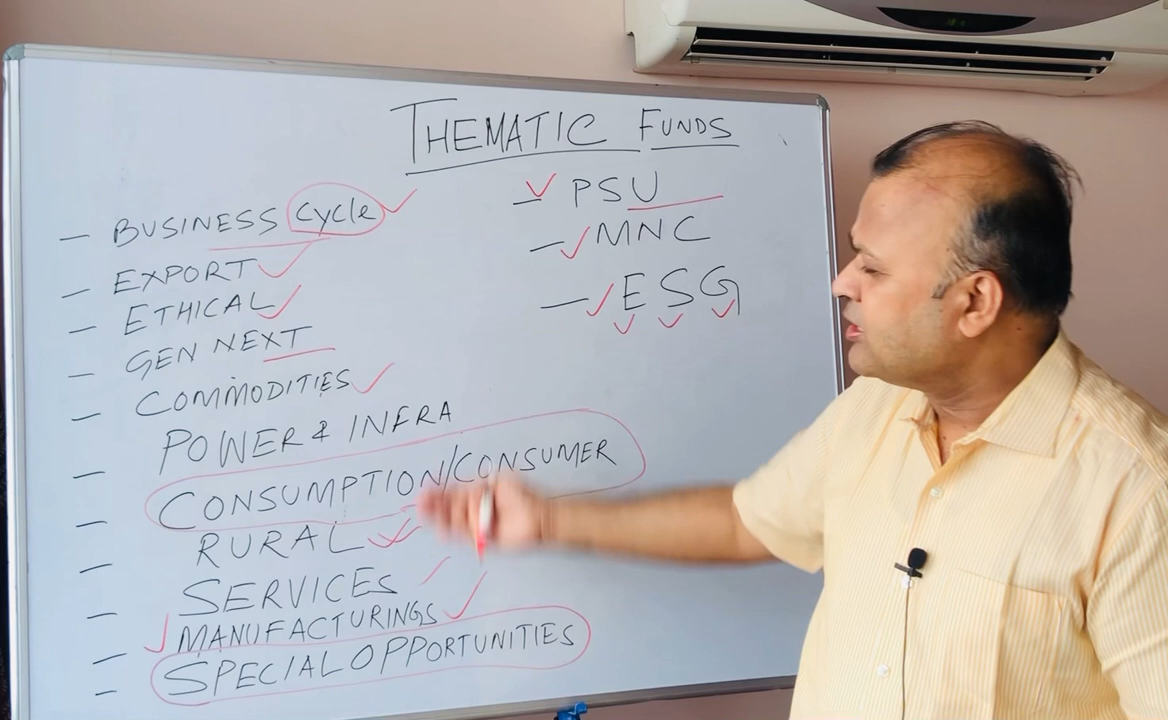 THEMATIC FUNDS
— BUSINESS Cycle
— EXPORT
— ETHICAL
— GEN NEXT
— COMMODITIES
— POWER & INFRA
— CONSUMPTION/CONSUMER
— RURAL
— SERVICES
— MANUFACTURINGS
— SPECIAL OPPORTUNITIES
— PSU
— MNC
— ESG